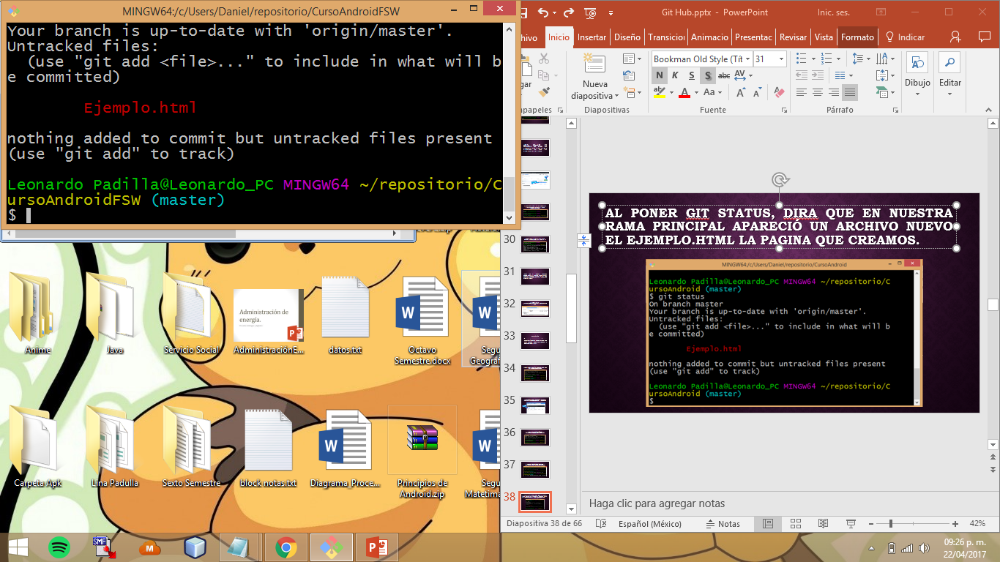 MINGW64:/c/Users/Daniel/repositorio/CursoAndroidFSW
Your branch is up-to-date with 'origin/master'.
Untracked files:
(use "git add <file>..." to include in what will b
e committed)
Ejemplo.html
nothing added to commit but untracked files present
(use "git add" to track)
Leonardo Padilla@Leonardo_PC MINGW64 ~/repositorio/C
ursoAndroidFSW (master)
$
Git Hub.pptx - PowerPoint
Inic. ses.
Inicio Insertar Diseño Transicior Animacio Presentac Revisar Vista Formato Indicar
Bookman Old Style (Tít 31
Nueva
diapositiva
N K S S abc AV
A Aa A A
Dibujo
Editar
Diapositivas
Fuente
Párrafo
30
31
32
33
34
35
36
37
38
AL PONER GIT STATUS, DIRA QUE EN NUESTRA
RAMA PRINCIPAL APARECIÓ UN ARCHIVO NUEVO
EL EJEMPLO.HTML LA PAGINA QUE CREAMOS.
MINGW64:/c/Users/Daniel/repositorio/CursoAndroid
Leonardo Padilla@Leonardo_PC MINGW64 ~/repositorio/C
ursoAndroid (master)
$ git status
On branch master
Your branch is up-to-date with 'origin/master'.
Untracked files:
(use "git add <file>..." to include in what will b
e committed)
Ejemplo.html
nothing added to commit but untracked files present
(use "git add" to track)
Leonardo Padilla@Leonardo_PC MINGW64 ~/repositorio/C
ursoAndroid (master)
$
Haga clic para agregar notas
Diapositiva 38 de 66
Español (México)
Notas
42%
Administración de
energía.
Anime
Java
Servicio Social
AdministraciónE...
datos.txt
Octavo
Semestre.docx
Segu
Geográf
Carpeta Apk
Lina Padulla
Sexto Semestre
block notas.txt
Diagrama_Proce...
Principios de
Android.zip
Segu
Matetima
09:26 p. m.
22/04/2017